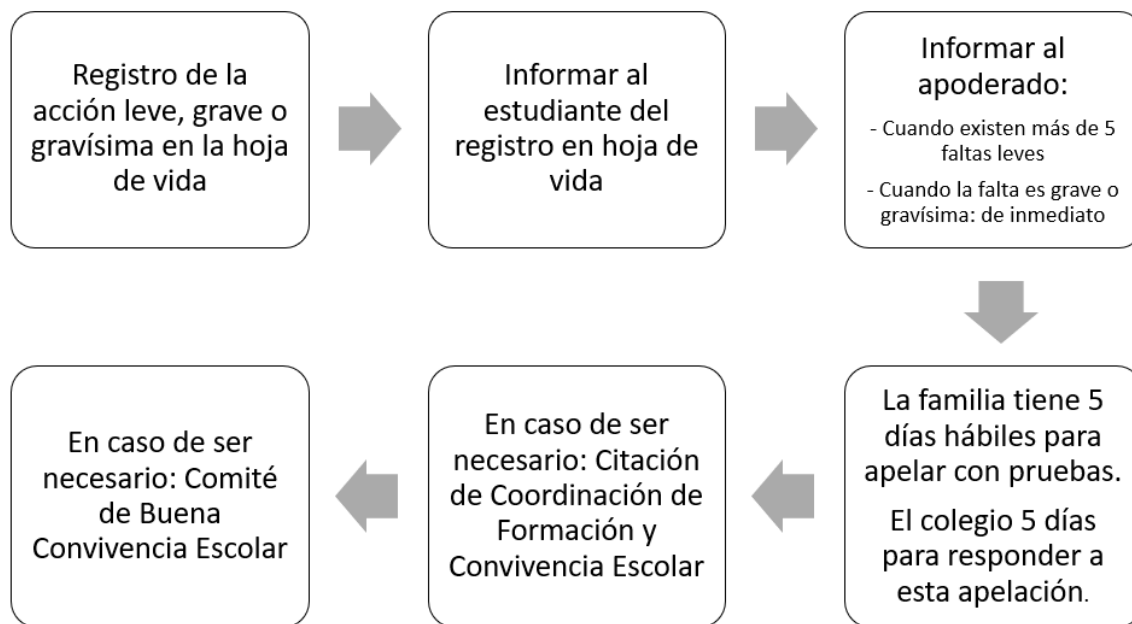 Registro de la
acción leve, grave o
gravísima en la hoja
de vida
Informar al
estudiante del
registro en hoja de
vida
Informar al
apoderado:
- Cuando existen más de 5
faltas leves
- Cuando la falta es grave o
gravísima: de inmediato
La familia tiene 5
días hábiles para
apelar con pruebas.
El colegio 5 días
para responder a
esta apelación.
En caso de ser
necesario: Citación
de Coordinación de
Formación y
Convivencia Escolar
En caso de ser
necesario: Comité
de Buena
Convivencia Escolar